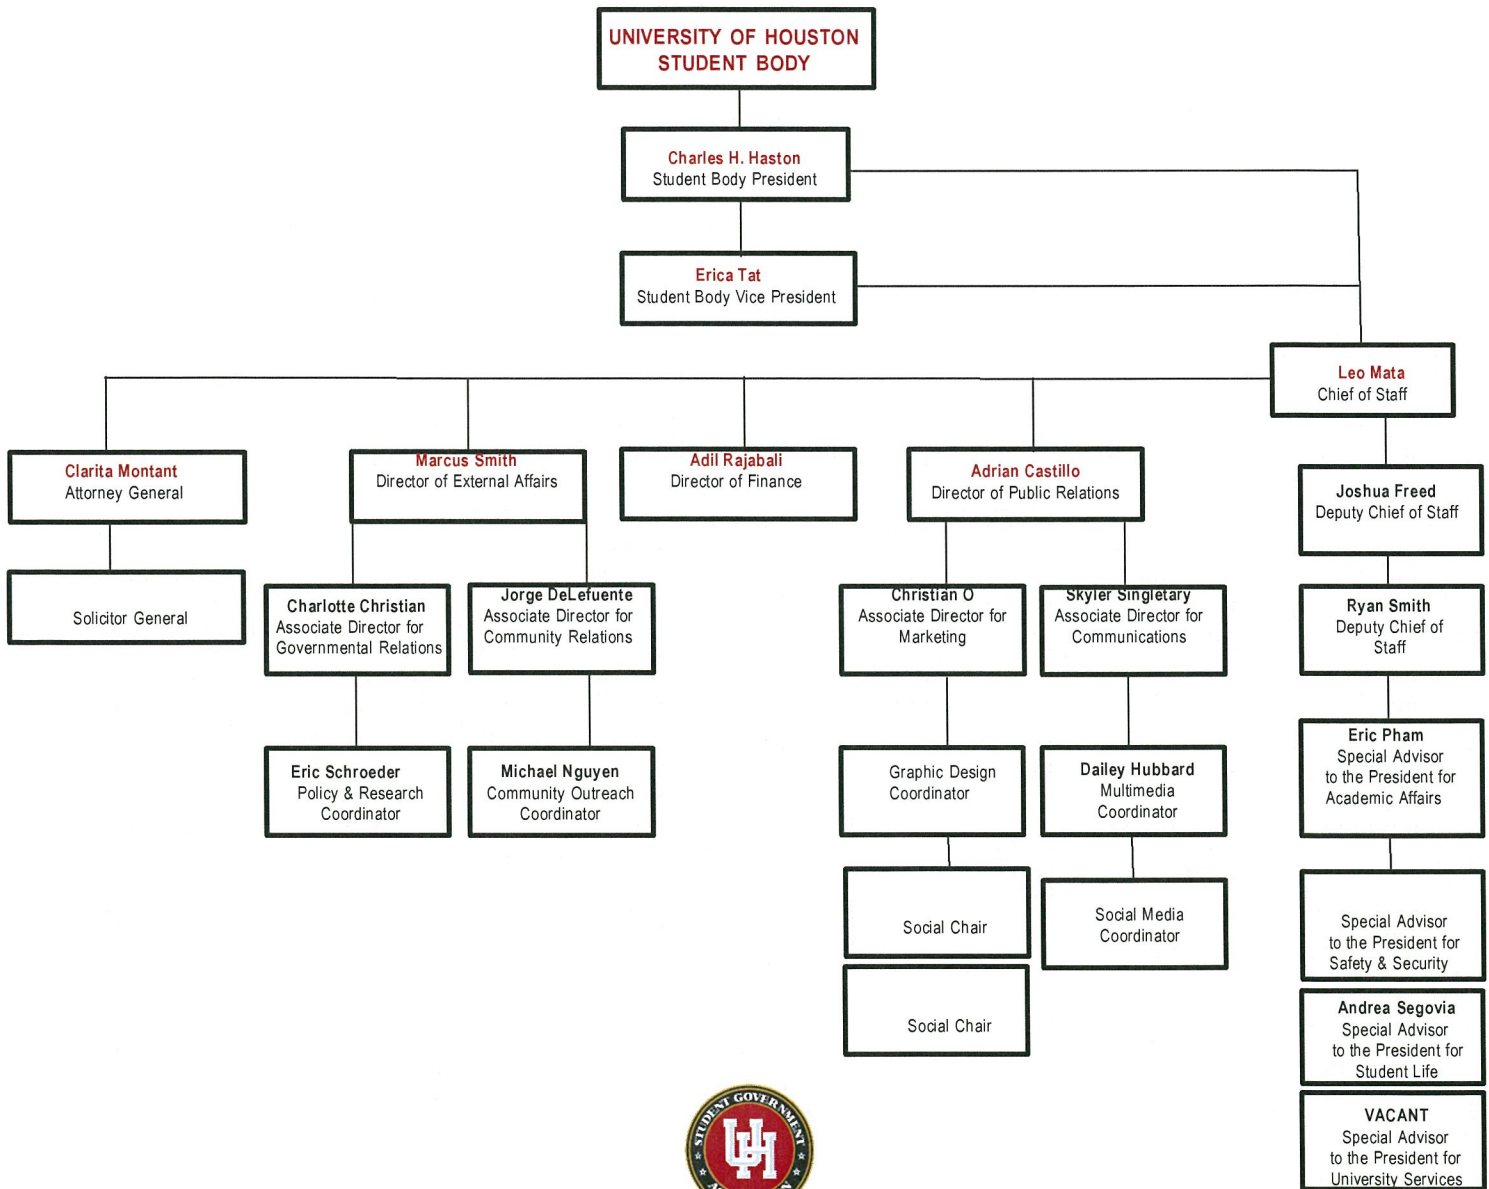 UNIVERSITY OF HOUSTON
STUDENT BODY
Charles H. Haston
Student Body President
Erica Tat
Student Body Vice President
Leo Mata
Chief of Staff
Clarita Montant
Attorney General
Marcus Smith
Director of External Affairs
Adil Rajabali
Director of Finance
Adrian Castillo
Director of Public Relations
Joshua Freed
Deputy Chief of Staff
Solicitor General
Charlotte Christian
Associate Director for
Governmental Relations
Jorge DeLefuente
Associate Director for
Community Relations
Christian O
Associate Director for
Marketing
Skyler Singletary
Associate Director for
Communications
Ryan Smith
Deputy Chief of
Staff
Eric Schroeder
Policy & Research
Coordinator
Michael Nguyen
Community Outreach
Coordinator
Graphic Design
Coordinator
Dailey Hubbard
Multimedia
Coordinator
Eric Pham
Special Advisor
to the President for
Academic Affairs
Social Chair
Social Media
Coordinator
Special Advisor
to the President for
Safety & Security
Social Chair
Andrea Segovia
Special Advisor
to the President for
Student Life
VACANT
Special Advisor
to the President for
University Services
STUDENT GOVERNMENT
UH